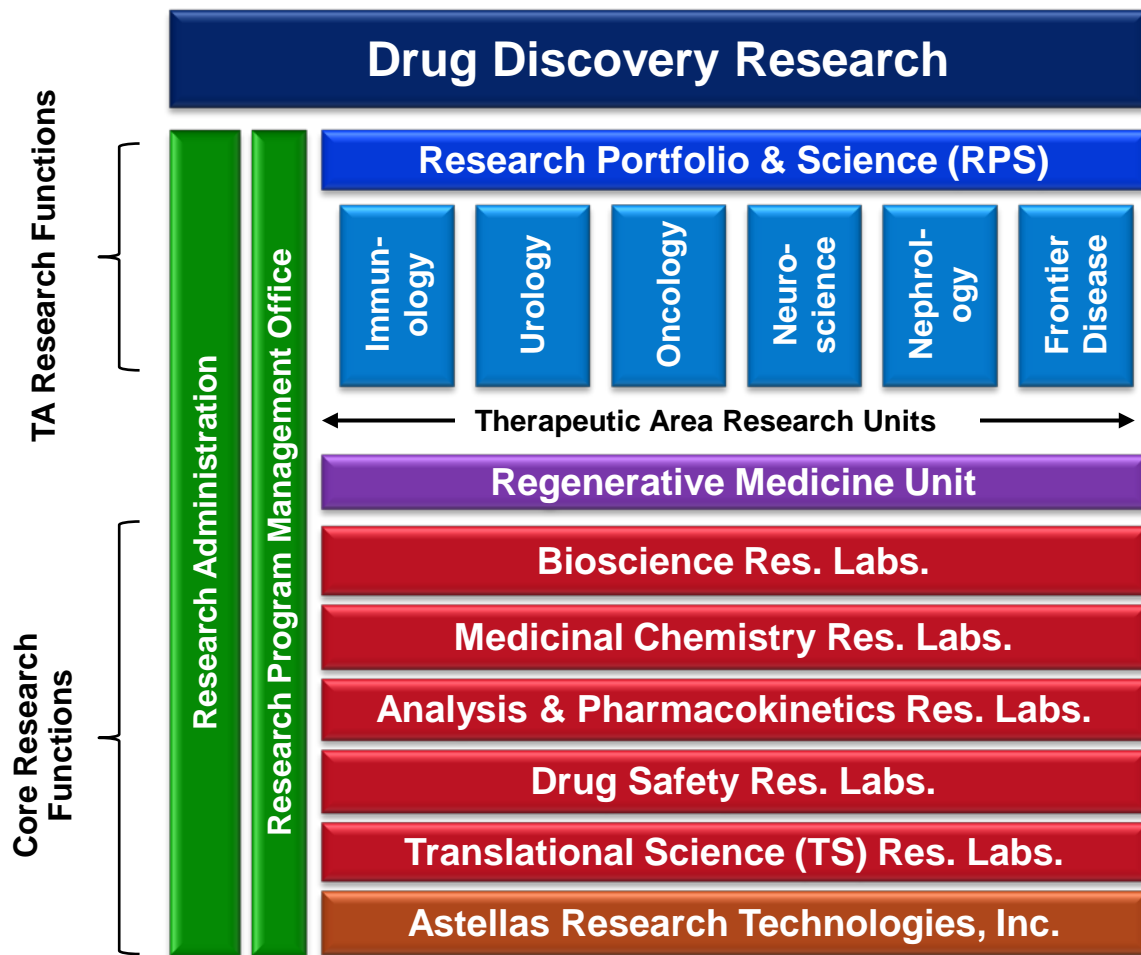 Drug Discovery Research
TA Research Functions
Research Administration
Research Program Management Office
Research Portfolio & Science (RPS)
Immun-
ology
Urology
Oncology
Neuro-
science
Nephrol-
ogy
Frontier
Disease
Therapeutic Area Research Units
Regenerative Medicine Unit
Core Research
Functions
Bioscience Res. Labs.
Medicinal Chemistry Res. Labs.
Analysis & Pharmacokinetics Res. Labs.
Drug Safety Res. Labs.
Translational Science (TS) Res. Labs.
Astellas Research Technologies, Inc.